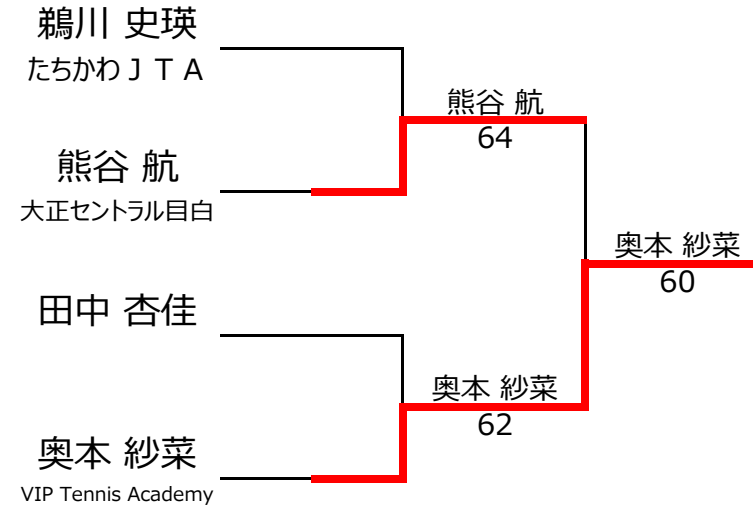 鵜川 史瑛
たちかわＪＴＡ
熊谷 航
64
熊谷 航
大正セントラル目白
奥本 紗菜
60
田中 杏佳
奥本 紗菜
62
奥本 紗菜
VIP Tennis Academy